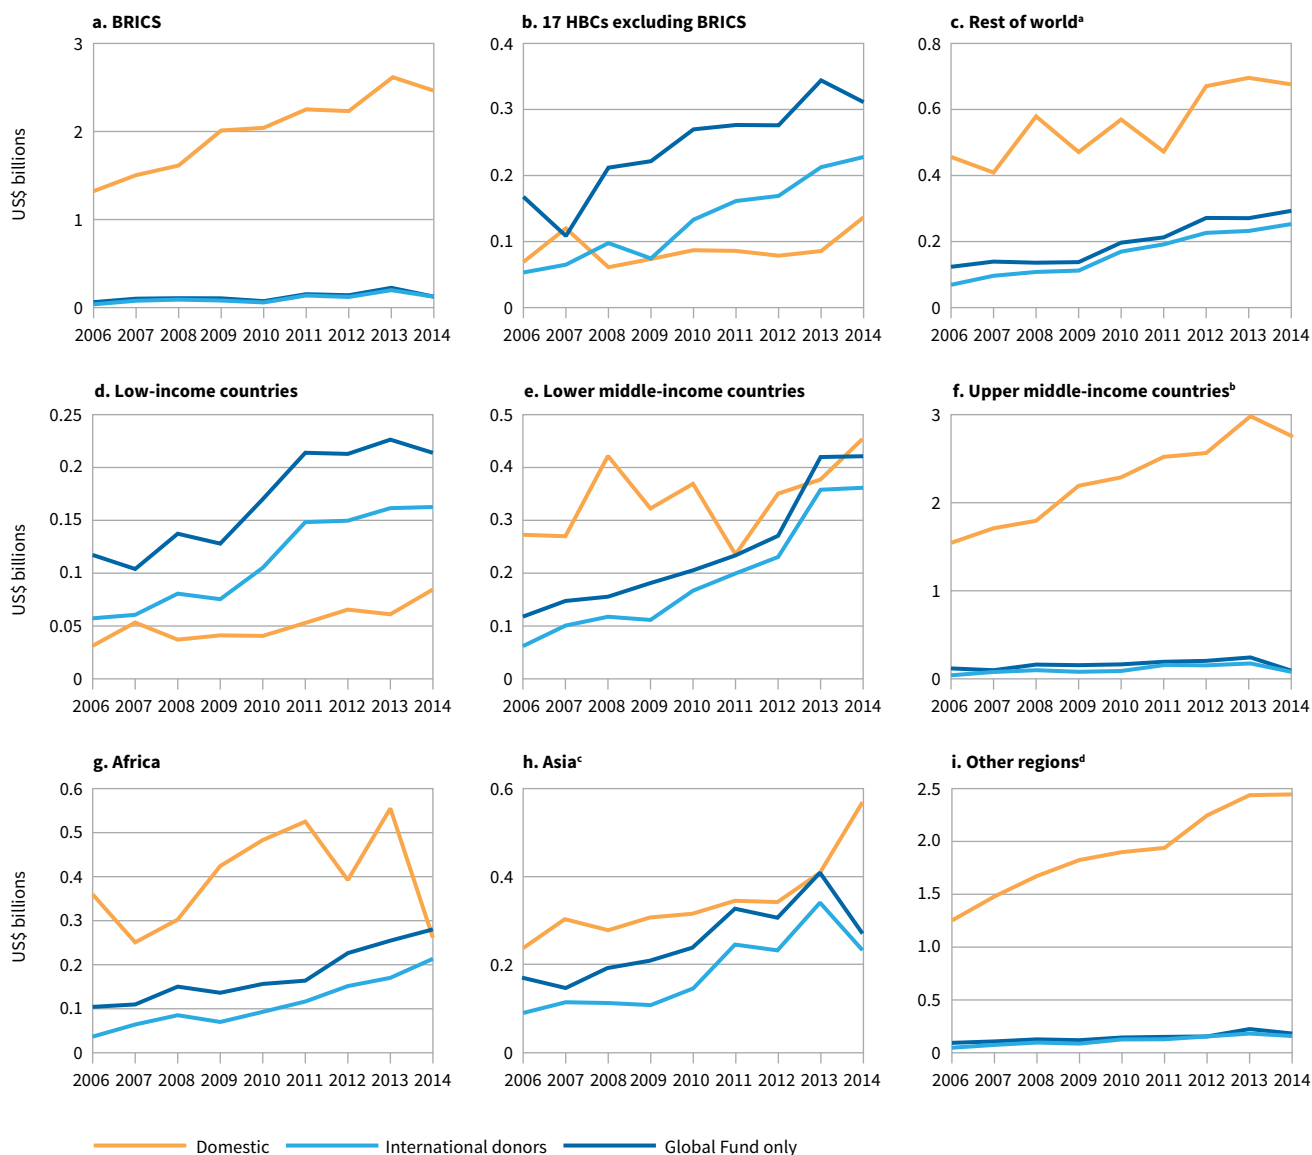 a. BRICS
b. 17 HBCs excluding BRICS
c. Rest of worldᵃ
US$ billions
3
2
1
0
2006 2007 2008 2009 2010 2011 2012 2013 2014
0.4
0.3
0.2
0.1
0
2006 2007 2008 2009 2010 2011 2012 2013 2014
0.8
0.6
0.4
0.2
0
2006 2007 2008 2009 2010 2011 2012 2013 2014
d. Low-income countries
e. Lower middle-income countries
f. Upper middle-income countriesᵇ
US$ billions
0.25
0.2
0.15
0.1
0.05
0
2006 2007 2008 2009 2010 2011 2012 2013 2014
0.5
0.4
0.3
0.2
0.1
0
2006 2007 2008 2009 2010 2011 2012 2013 2014
3
2
1
0
2006 2007 2008 2009 2010 2011 2012 2013 2014
g. Africa
h. Asiaᶜ
i. Other regionsᵈ
US$ billions
0.6
0.5
0.4
0.3
0.2
0.1
0
2006 2007 2008 2009 2010 2011 2012 2013 2014
0.6
0.4
0.2
0
2006 2007 2008 2009 2010 2011 2012 2013 2014
2.5
2.0
1.5
1.0
0.5
0
2006 2007 2008 2009 2010 2011 2012 2013 2014
Domestic International donors Global Fund only